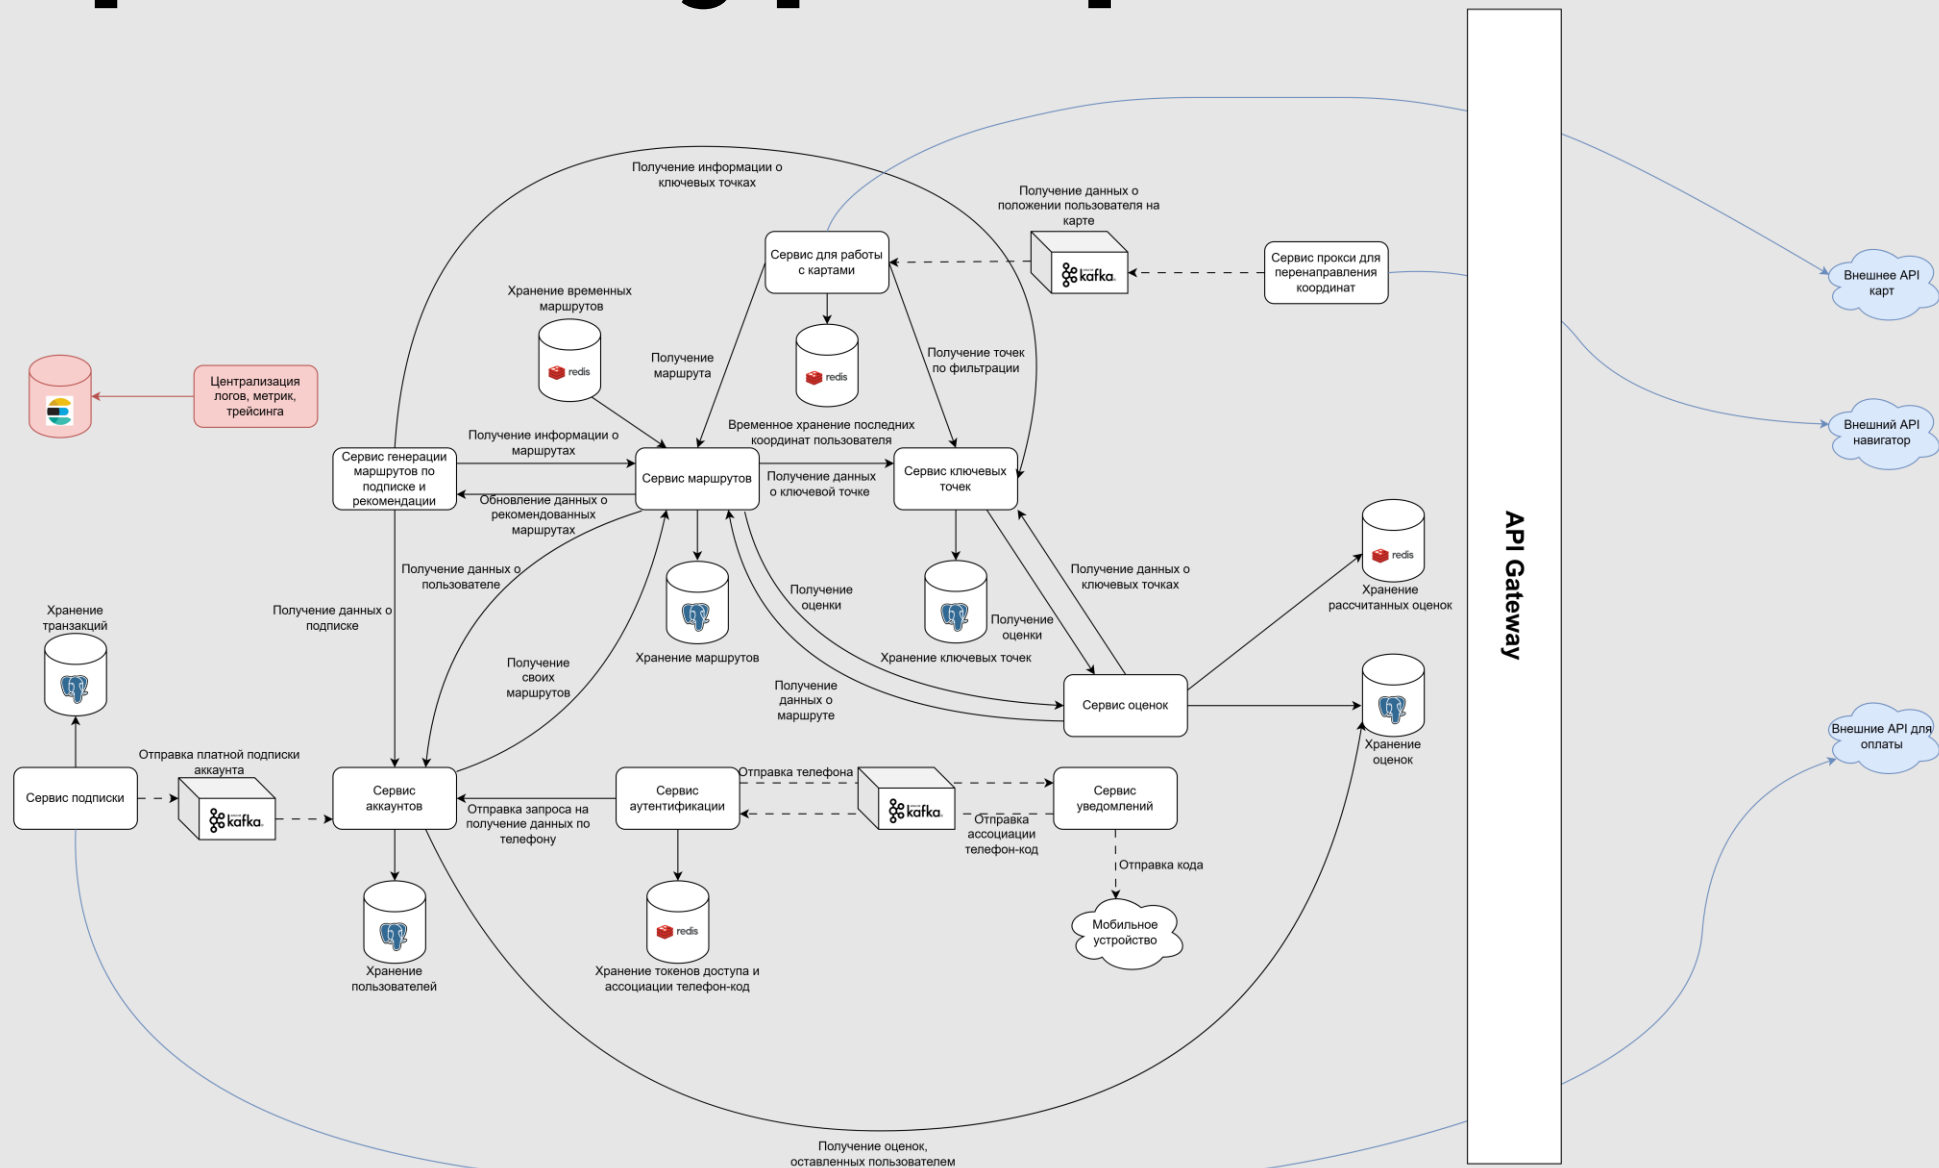 Получение информации о
ключевых точках
Получение данных о
положении пользователя на
карте
kafka
Сервис для работы
с картами
Сервис прокси для
перенаправления
координат
Внешнее API
карт
Хранение временных
маршрутов
redis
Получение
маршрута
redis
Получение точек
по фильтрации
Централизация
логов, метрик,
трейсинга
Внешний API
навигатор
Временное хранение последних
координат пользователя
Получение информации о
маршрутах
Сервис генерации
маршрутов по
подписке и
рекомендации
Сервис маршрутов
Получение данных
о ключевой точке
Сервис ключевых
точек
Обновление данных о
рекомендованных
маршрутах
API Gateway
redis
Хранение
рассчитанных оценок
Получение данных о
пользователе
Получение данных о
подписке
Получение
оценки
Получение данных о
ключевых точках
Получение
оценки
Хранение
транзакций
Хранение маршрутов
Хранение ключевых точек
Получение
своих
маршрутов
Получение
данных о
маршруте
Сервис оценок
Хранение
оценок
Внешние API для
оплаты
Отправка платной подписки
аккаунта
Сервис подписки
kafka
Сервис
аккаунтов
Отправка запроса на
получение данных по
телефону
Сервис
аутентификации
Отправка телефона
kafka
Отправка
ассоциации
телефон-код
Сервис
уведомлений
Отправка кода
Мобильное
устройство
Хранение
пользователей
redis
Хранение токенов доступа и
ассоциации телефон-код
Получение оценок,
оставленных пользователем